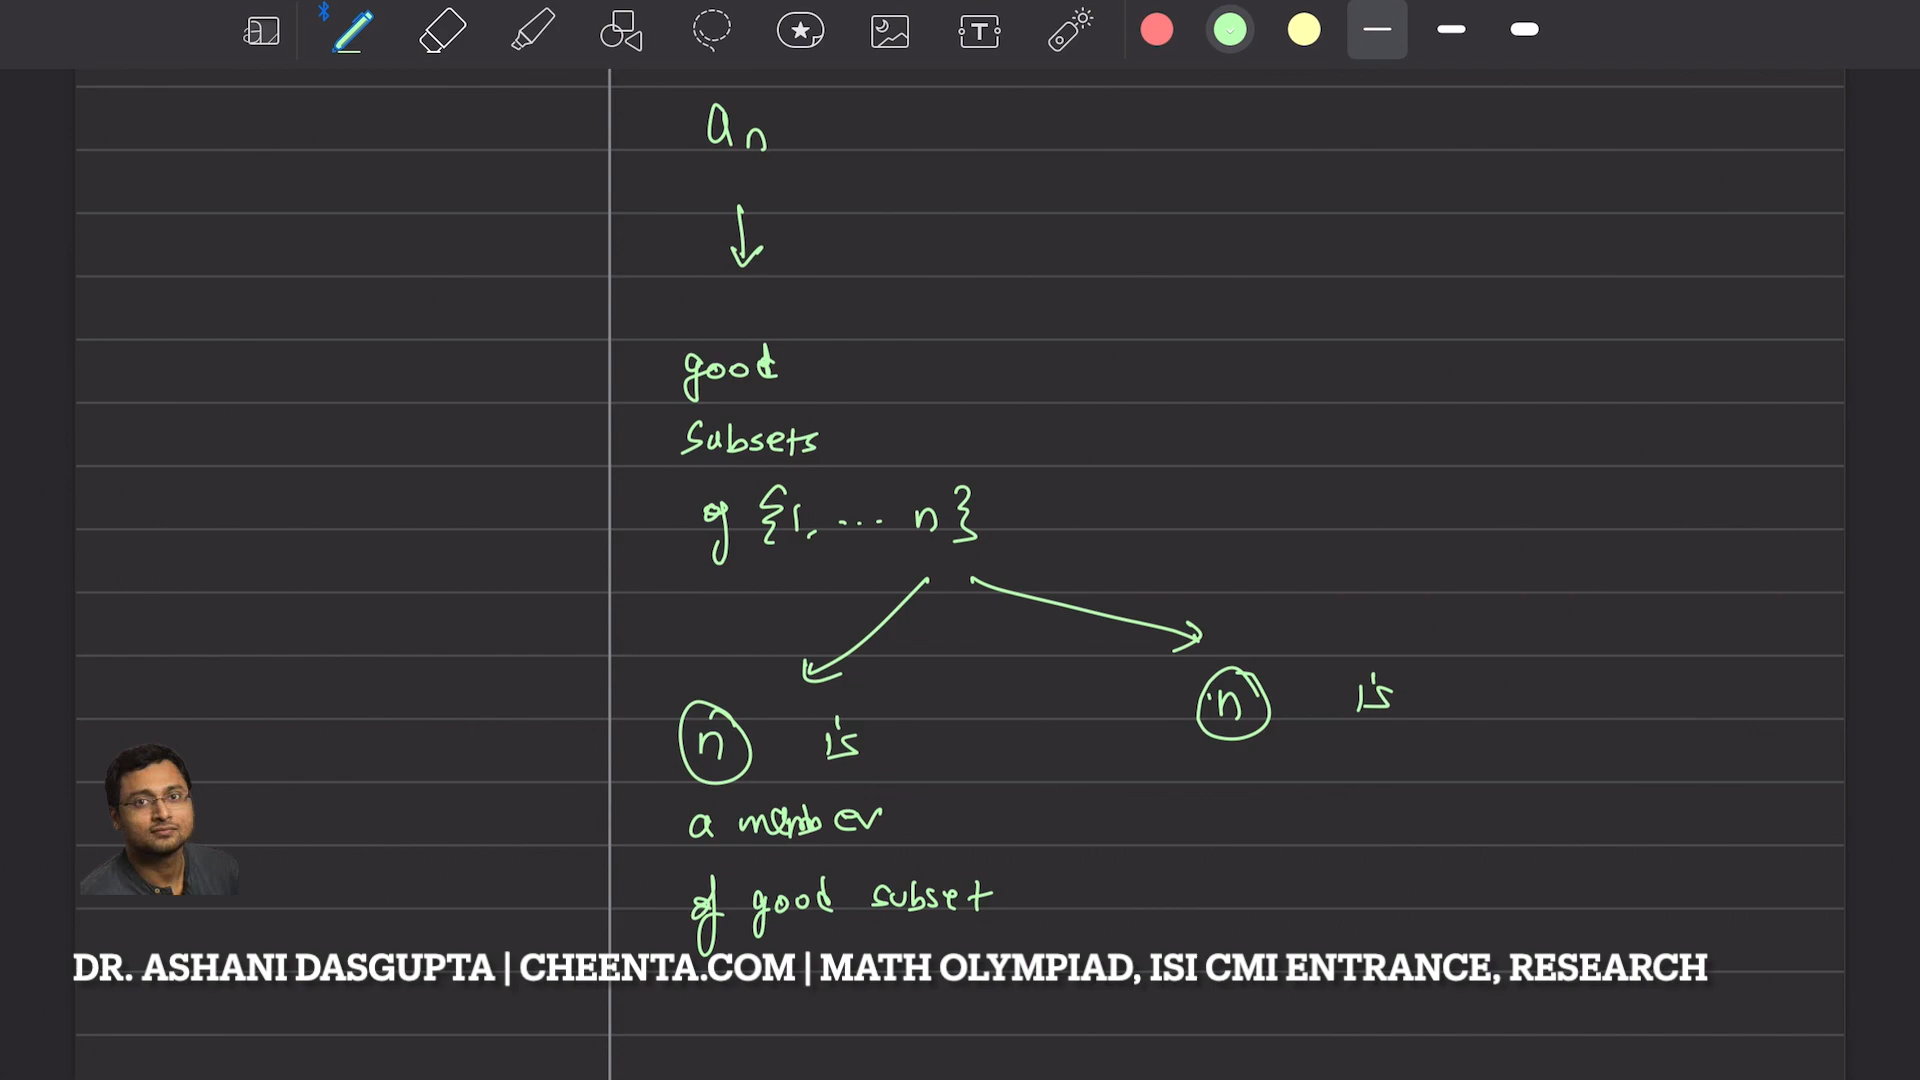 a_n
↓
good
subsets
of {1, ... n}
n is
n is
a member
of good subset
DR. ASHANI DASGUPTA | CHEENTA.COM | MATH OLYMPIAD, ISI CMI ENTRANCE, RESEARCH